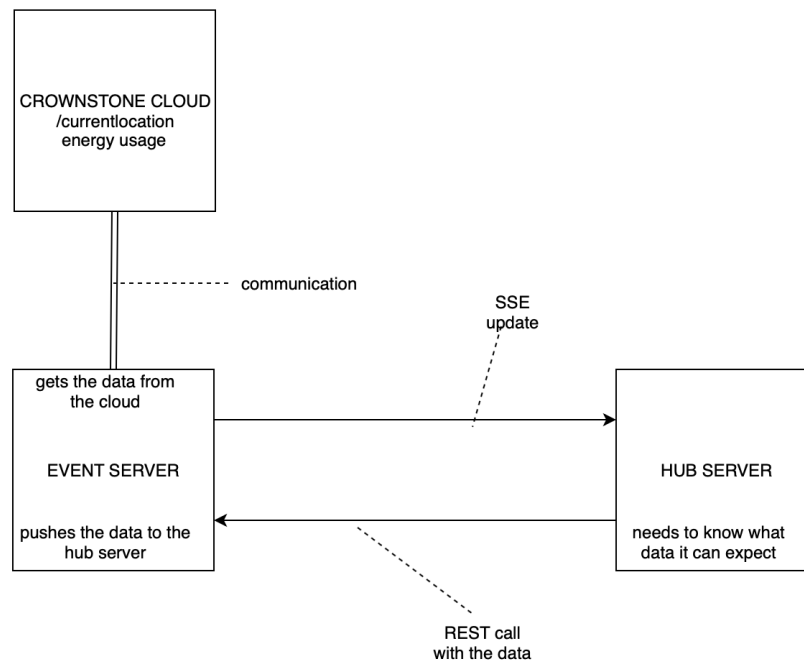 CROWNSTONE CLOUD
/currentlocation
energy usage
communication
SSE
update
gets the data from
the cloud
EVENT SERVER
pushes the data to the
hub server
HUB SERVER
needs to know what
data it can expect
REST call
with the data